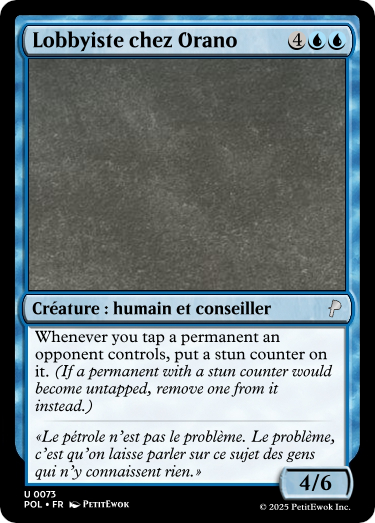 Lobbyiste chez Orano 4
Créature : humain et conseiller
Whenever you tap a permanent an
opponent controls, put a stun counter on
it. (If a permanent with a stun counter would
become untapped, remove one from it
instead.)
«Le pétrole n'est pas le problème. Le problème,
c'est qu'on laisse parler sur ce sujet des gens
qui n'y connaissent rien.»
4/6
U 0073
POL • FR PetitEwok
© 2025 PetitEwok Inc.